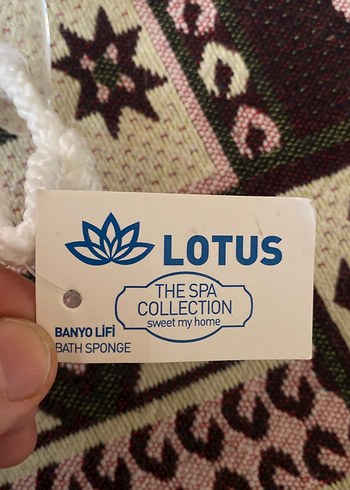 LOTUS
THE SPA
COLLECTION
sweet my home
BANYO LİFİ
BATH SPONGE